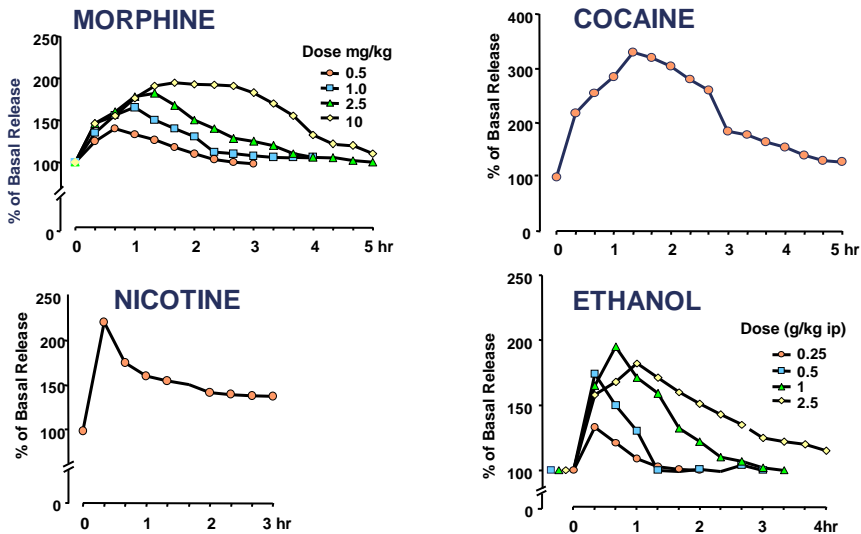 MORPHINE
% of Basal Release
250
200
150
100
0
Dose mg/kg
0.5
1.0
2.5
10
0 1 2 3 4 5 hr
COCAINE
% of Basal Release
400
300
200
100
0
0 1 2 3 4 5 hr
NICOTINE
% of Basal Release
250
200
150
100
0
0 1 2 3 hr
ETHANOL
% of Basal Release
250
200
150
100
0
Dose (g/kg ip)
0.25
0.5
1
2.5
0 1 2 3 4hr